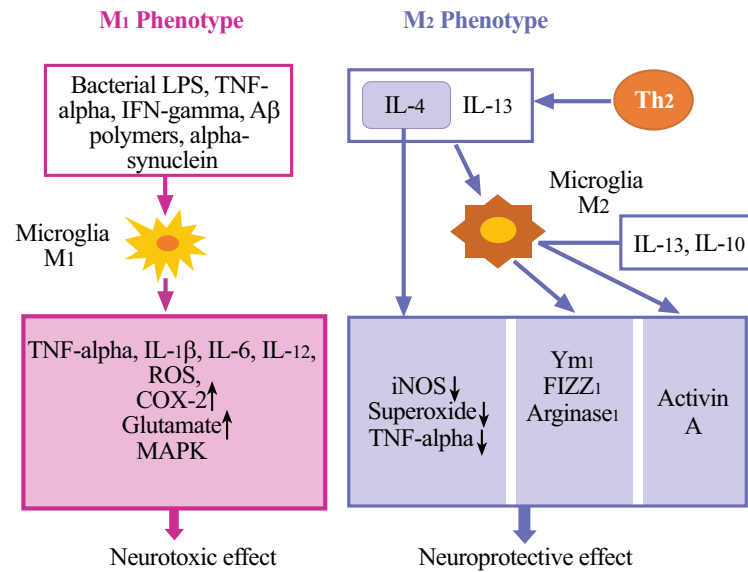 M1 Phenotype
Bacterial LPS, TNF-
alpha, IFN-gamma, Aβ
polymers, alpha-
synuclein
Microglia
M1
TNF-alpha, IL-1β, IL-6, IL-12,
ROS,
COX-2
Glutamate
MAPK
Neurotoxic effect
M2 Phenotype
IL-4
IL-13
Th2
Microglia
M2
IL-13, IL-10
iNOS
Superoxide
TNF-alpha
Ym1
FIZZ1
Arginase1
Activin
A
Neuroprotective effect